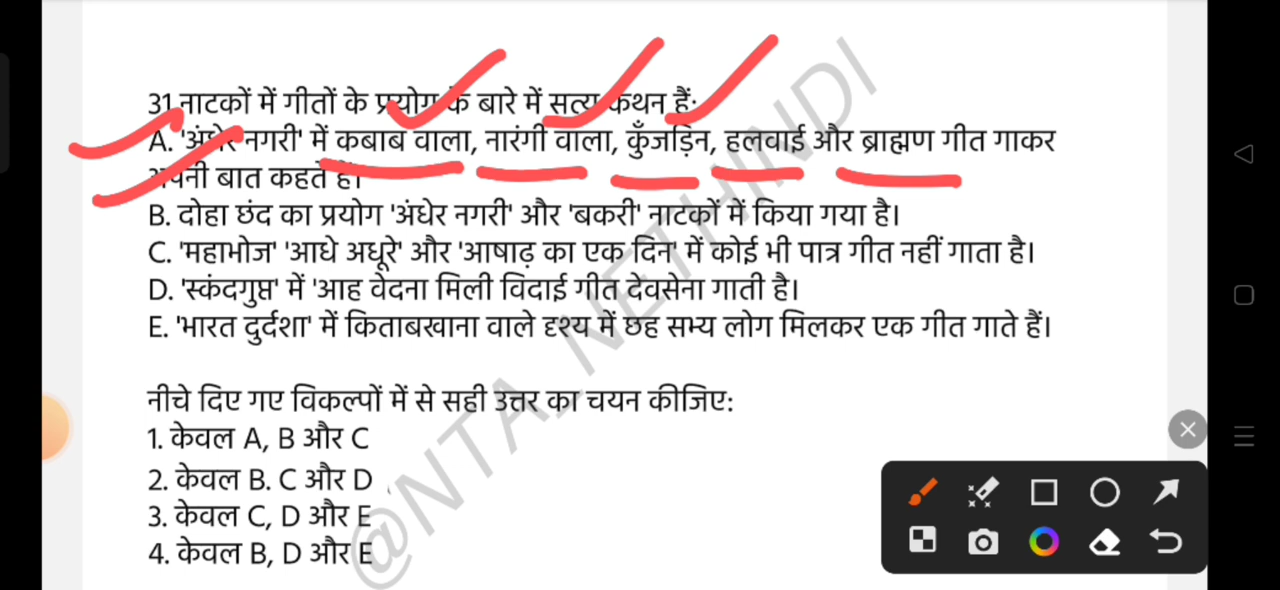 31.नाटकों में गीतों के प्रयोग के बारे में सत्य कथन हैं:
A. 'अंधेर नगरी' में कबाब वाला, नारंगी वाला, कुँजड़िन, हलवाई और ब्राह्मण गीत गाकर
अपनी बात कहते हैं।
B. दोहा छंद का प्रयोग 'अंधेर नगरी' और 'बकरी' नाटकों में किया गया है।
C. 'महाभोज' 'आधे अधूरे' और 'आषाढ़ का एक दिन' में कोई भी पात्र गीत नहीं गाता है।
D. 'स्कंदगुप्त' में 'आह वेदना मिली विदाई गीत देवसेना गाती है।
E. 'भारत दुर्दशा' में किताबखाना वाले दृश्य में छह सभ्य लोग मिलकर एक गीत गाते हैं।
नीचे दिए गए विकल्पों में से सही उत्तर का चयन कीजिए:
1. केवल A, B और C
2. केवल B. C और D
3. केवल C, D और E
4. केवल B, D और E
@NTA_NETHINDI